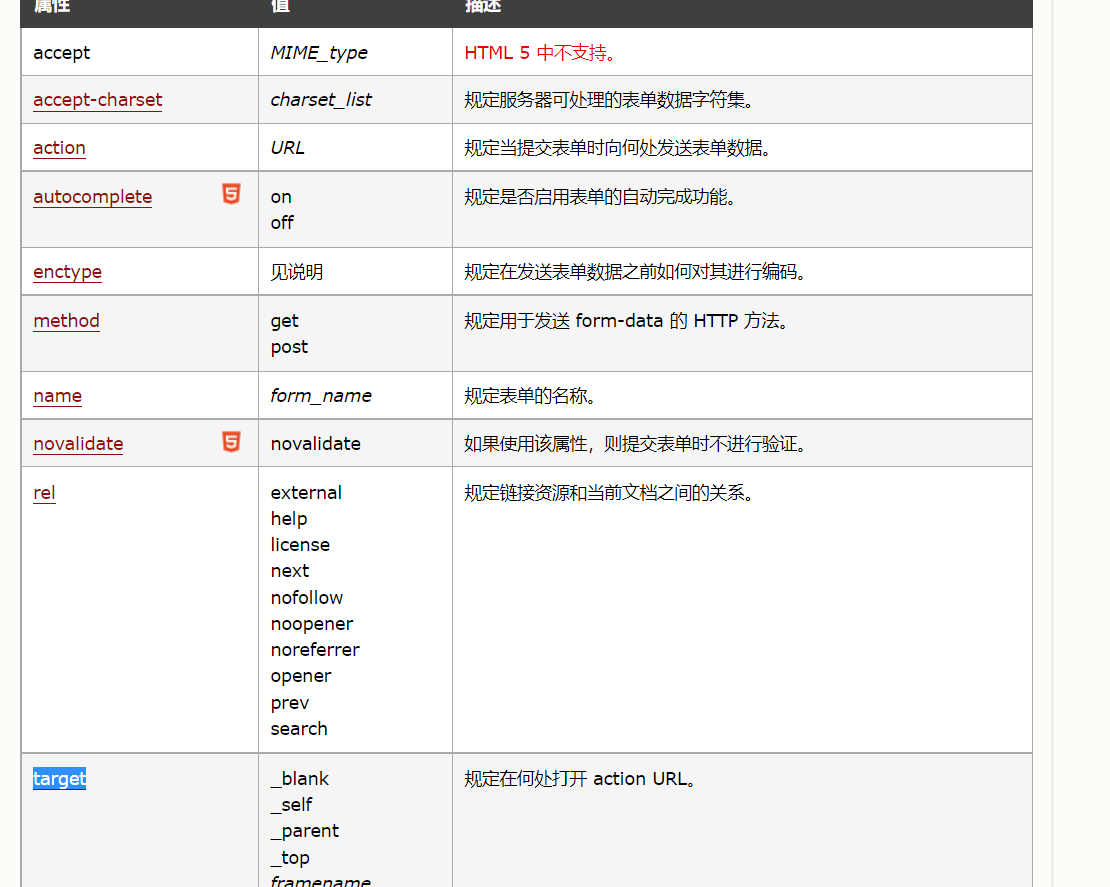 属性 值 描述
accept MIME_type HTML 5 中不支持。
accept-charset charset_list 规定服务器可处理的表单数据字符集。
action URL 规定当提交表单时向何处发送表单数据。
autocomplete 5 on 规定是否启用表单的自动完成功能。
off
enctype 见说明 规定在发送表单数据之前如何对其进行编码。
method get 规定用于发送 form-data 的 HTTP 方法。
post
name form_name 规定表单的名称。
novalidate 5 novalidate 如果使用该属性，则提交表单时不进行验证。
rel external 规定链接资源和当前文档之间的关系。
help
license
next
nofollow
noopener
noreferrer
opener
prev
search
target _blank 规定在何处打开 action URL。
_self
_parent
_top
framename